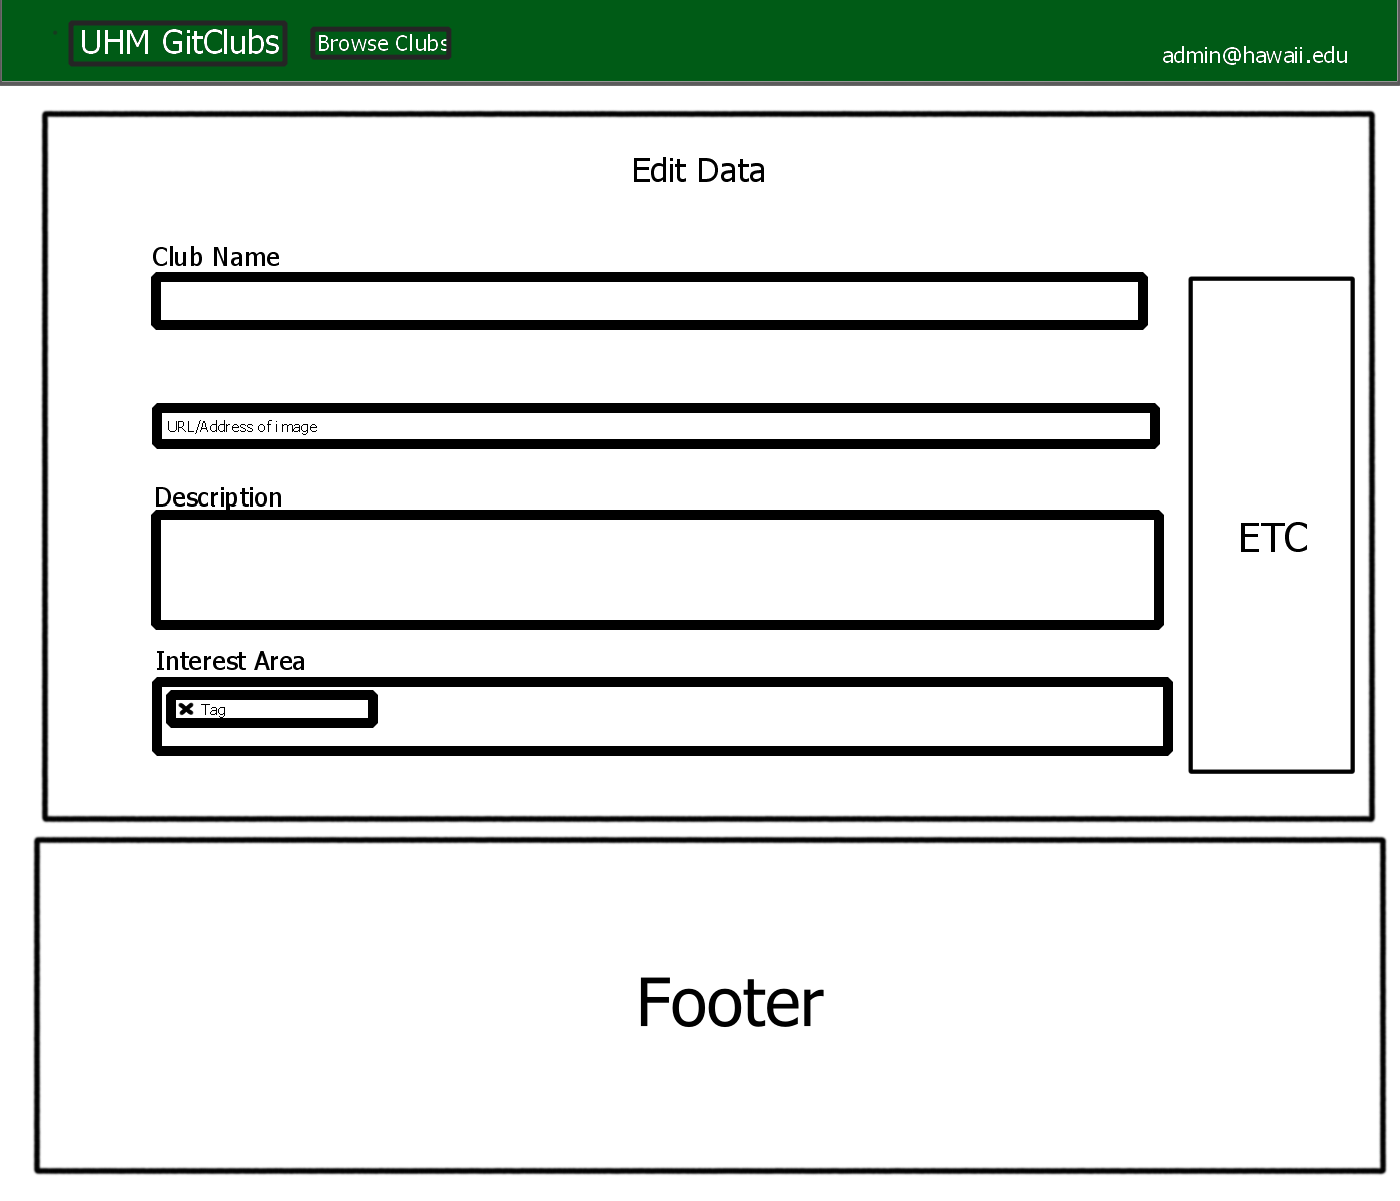 UHM GitClubs
Browse Clubs
admin@hawaii.edu
Edit Data
Club Name
URL/Address of image
Description
ETC
Interest Area
Tag
Footer